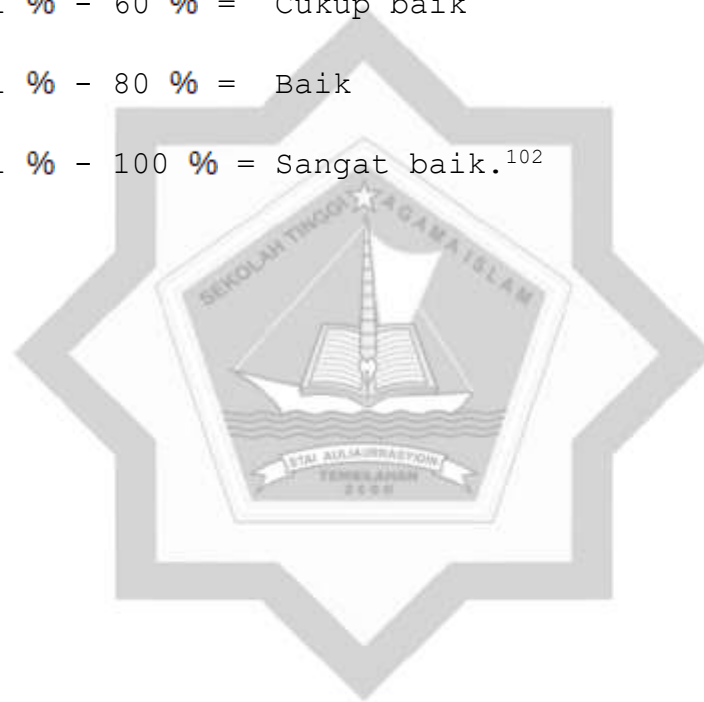 % - 60 % = Cukup baik
% - 80 % = Baik
% - 100 % = Sangat baik.102
SEKOLAH TINGGI AGAMA ISLAM
STAI AULIAURRASYIDIN
TEMBILAHAN